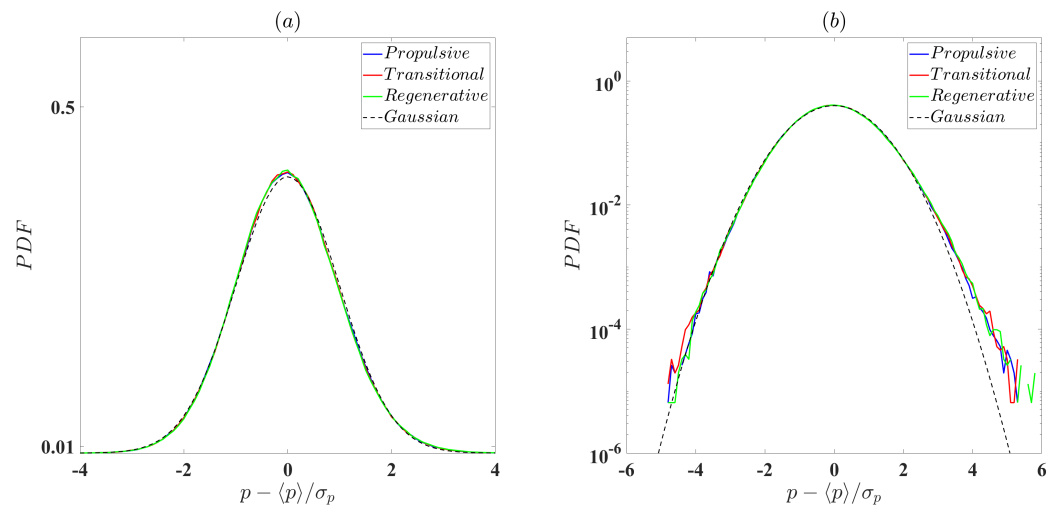 (a)
Propulsive
Transitional
Regenerative
Gaussian
0.5
0.01
PDF
-4
-2
0
2
4
p − ⟨p⟩/σ_p
(b)
Propulsive
Transitional
Regenerative
Gaussian
10^0
10^-2
10^-4
10^-6
PDF
-6
-4
-2
0
2
4
6
p − ⟨p⟩/σ_p